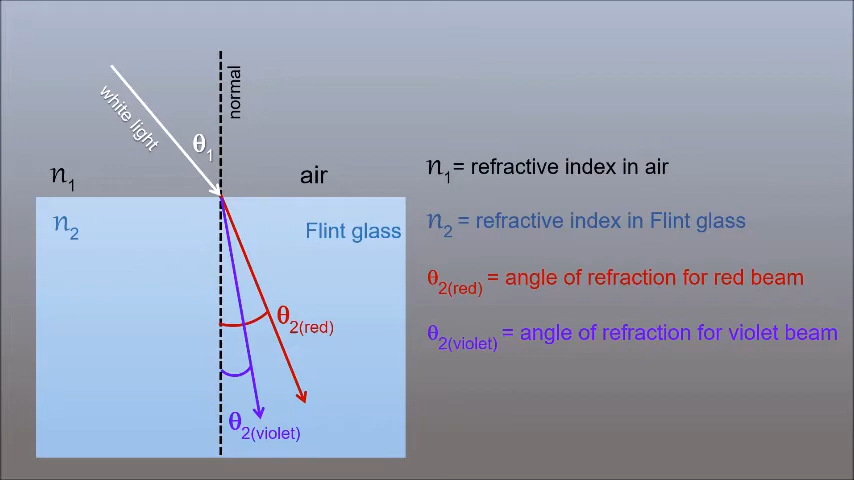 normal
white light
θ1
n1
air
n2
Flint glass
θ2(red)
θ2(violet)
n1= refractive index in air
n2 = refractive index in Flint glass
θ2(red) = angle of refraction for red beam
θ2(violet) = angle of refraction for violet beam